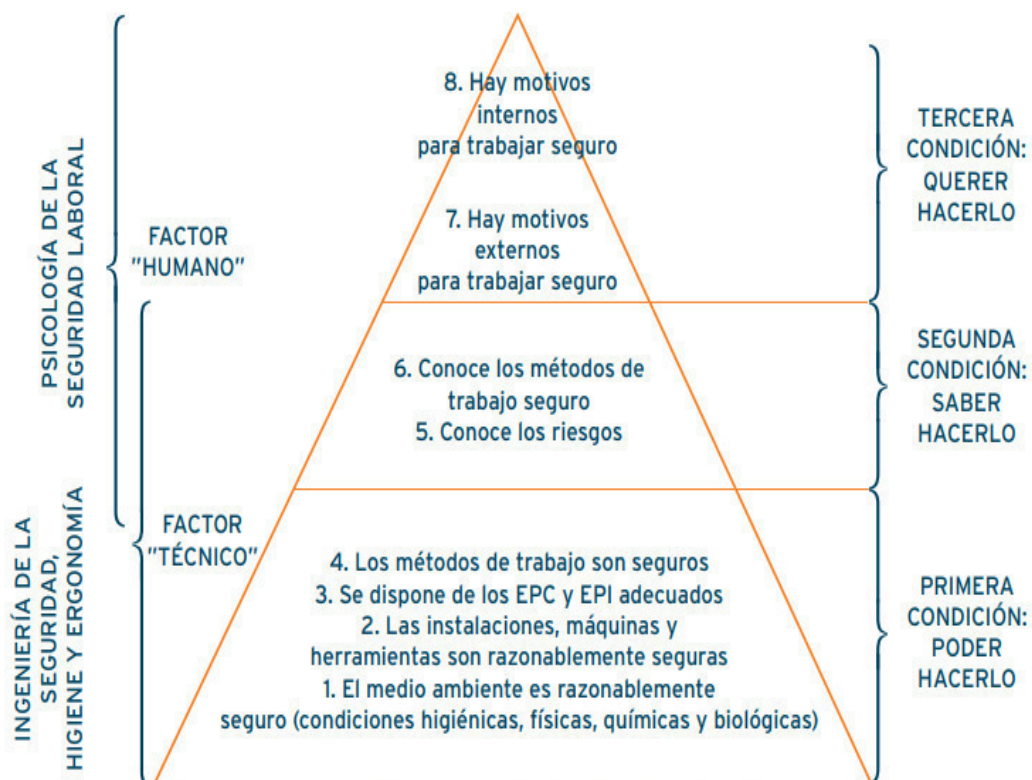 PSICOLOGÍA DE LA
SEGURIDAD LABORAL
INGENIERÍA DE LA
SEGURIDAD,
HIGIENE Y ERGONOMÍA
FACTOR
"HUMANO"
FACTOR
"TÉCNICO"
8. Hay motivos
internos
para trabajar seguro
7. Hay motivos
externos
para trabajar seguro
6. Conoce los métodos de
trabajo seguro
5. Conoce los riesgos
4. Los métodos de trabajo son seguros
3. Se dispone de los EPC y EPI adecuados
2. Las instalaciones, máquinas y
herramientas son razonablemente seguras
1. El medio ambiente es razonablemente
seguro (condiciones higiénicas, físicas, químicas y biológicas)
TERCERA
CONDICIÓN:
QUERER
HACERLO
SEGUNDA
CONDICIÓN:
SABER
HACERLO
PRIMERA
CONDICIÓN:
PODER
HACERLO